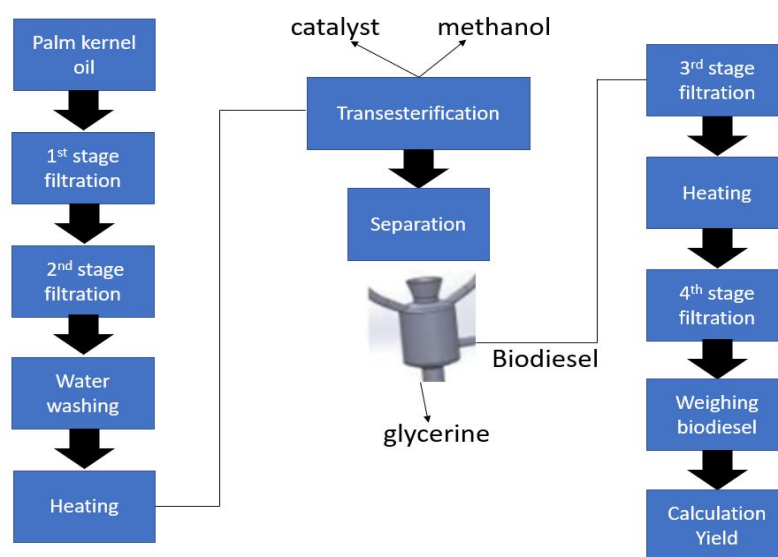 Palm kernel
oil
1st stage
filtration
2nd stage
filtration
Water
washing
Heating
catalyst
methanol
Transesterification
Separation
Biodiesel
glycerine
3rd stage
filtration
Heating
4th stage
filtration
Weighing
biodiesel
Calculation
Yield